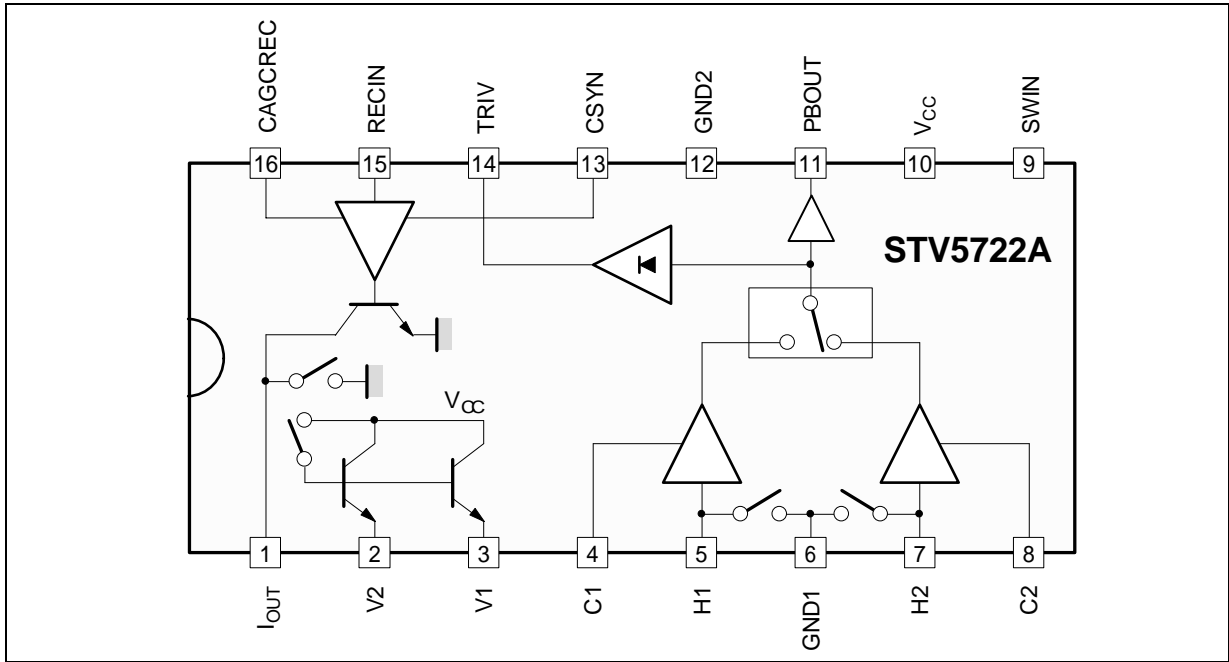 CAGCREC
RECIN
TRIV
CSYN
GND2
PBOUT
VCC
SWIN
16
15
14
13
12
11
10
9
STV5722A
VCC
1
2
3
4
5
6
7
8
IOUT
V2
V1
C1
H1
GND1
H2
C2